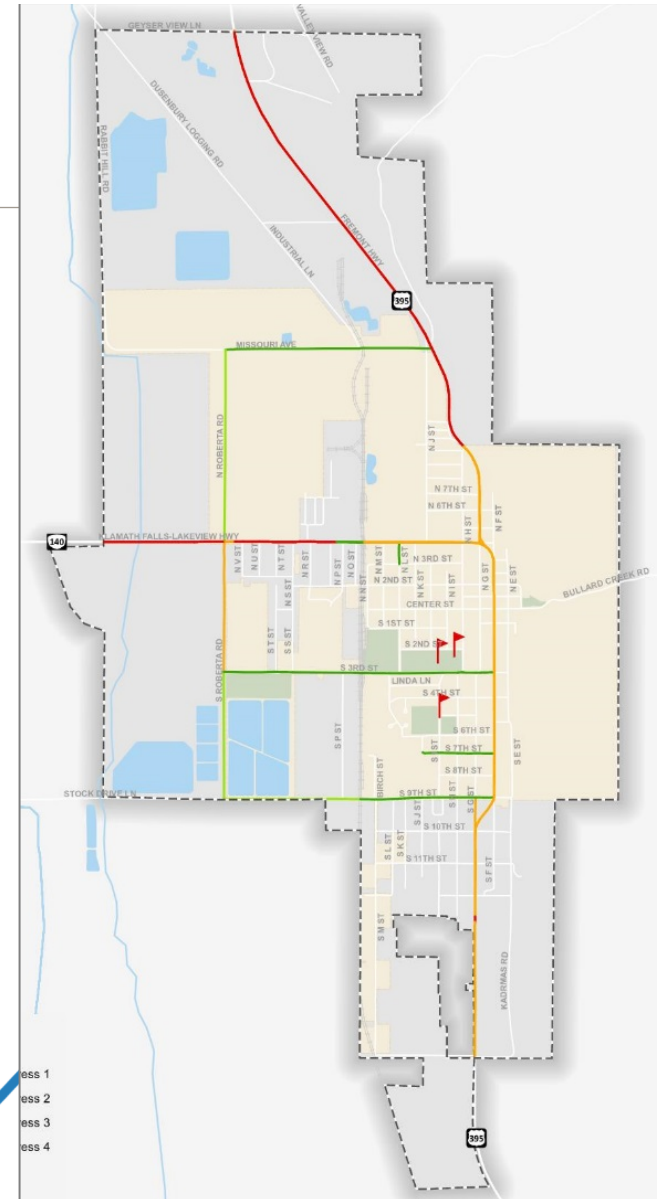 GEYSER VIEW LN
VALLEY VIEW RD
DUSENBURY LOGGING RD
RABBIT HILL RD
INDUSTRIAL LN
FREMONT HWY
395
MISSOURI AVE
N ROBERTA RD
N J ST
N 7TH ST
N 6TH ST
N H ST
N F ST
140
KLAMATH FALLS-LAKEVIEW HWY
N V ST
N U ST
N T ST
N S ST
N R ST
N P ST
N O ST
N N ST
N M ST
N L ST
N K ST
N I ST
N G ST
N E ST
N 3RD ST
N 2ND ST
CENTER ST
BULLARD CREEK RD
S 1ST ST
S 2ND ST
S T ST
S S ST
S 3RD ST
LINDA LN
S ROBERTA RD
S 4TH ST
S P ST
S 6TH ST
S I ST
S 7TH ST
S E ST
S 8TH ST
BIRCH ST
STOCK DRIVE LN
S 9TH ST
S J ST
S G ST
S 10TH ST
S L ST
S K ST
S 11TH ST
S F ST
S M ST
KADRMAS RD
ess 1
ess 2
ess 3
ess 4
395